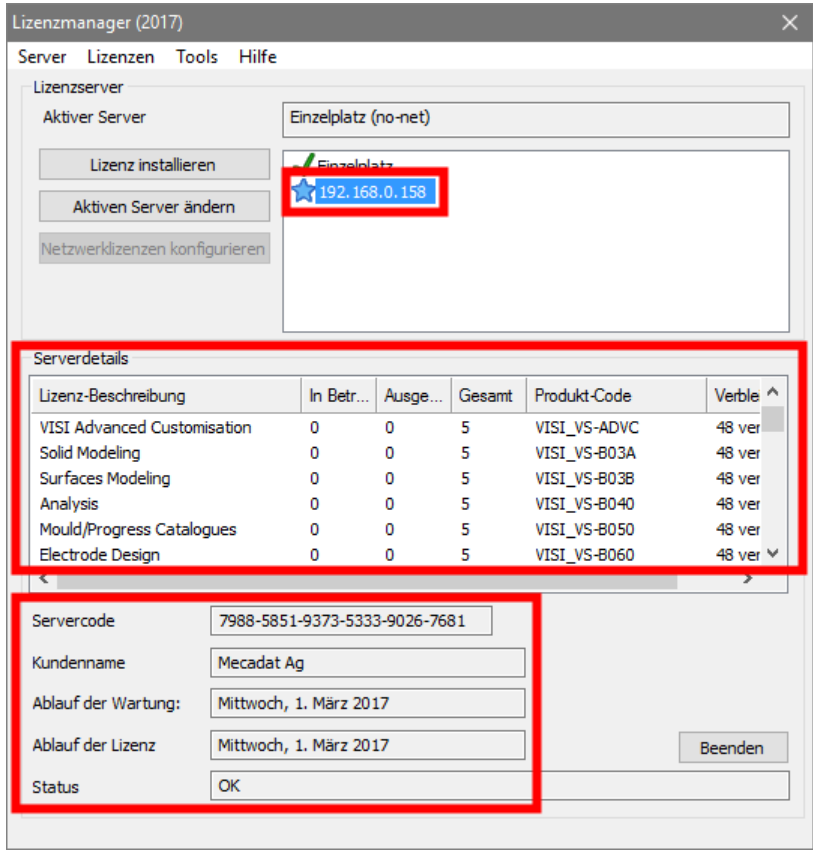 Lizenzmanager (2017)
Server Lizenzen Tools Hilfe
Lizenzserver
Aktiver Server Einzelplatz (no-net)
Lizenz installieren
Einzelplatz
192.168.0.158
Aktiven Server ändern
Netzwerklizenzen konfigurieren
Serverdetails
Lizenz-Beschreibung In Betr... Ausge... Gesamt Produkt-Code Verble
VISI Advanced Customisation 0 0 5 VISI_VS-ADVC 48 ver
Solid Modeling 0 0 5 VISI_VS-B03A 48 ver
Surfaces Modeling 0 0 5 VISI_VS-B03B 48 ver
Analysis 0 0 5 VISI_VS-B040 48 ver
Mould/Progress Catalogues 0 0 5 VISI_VS-B050 48 ver
Electrode Design 0 0 5 VISI_VS-B060 48 ver
Servercode 7988-5851-9373-5333-9026-7681
Kundenname Mecadat Ag
Ablauf der Wartung: Mittwoch, 1. März 2017
Ablauf der Lizenz Mittwoch, 1. März 2017
Beenden
Status OK